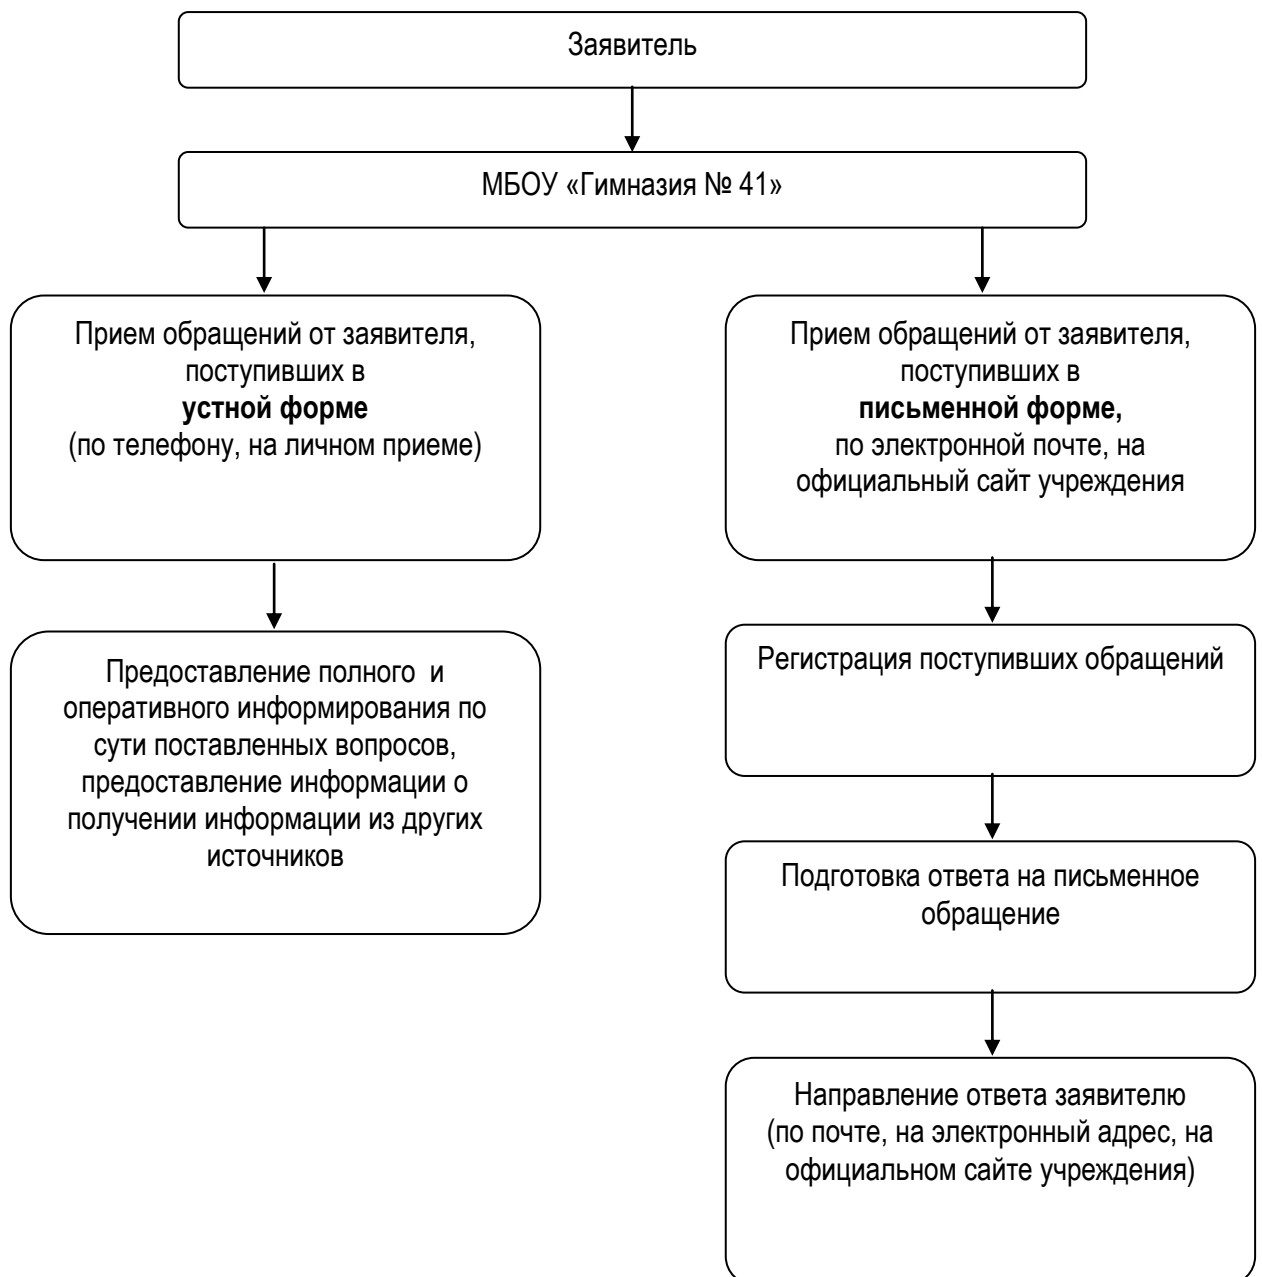 Заявитель
МБОУ «Гимназия № 41»
Прием обращений от заявителя,
поступивших в
устной форме
(по телефону, на личном приеме)
Предоставление полного  и
оперативного информирования по
сути поставленных вопросов,
предоставление информации о
получении информации из других
источников
Прием обращений от заявителя,
поступивших в
письменной форме,
по электронной почте, на
официальный сайт учреждения
Регистрация поступивших обращений
Подготовка ответа на письменное
обращение
Направление ответа заявителю
(по почте, на электронный адрес, на
официальном сайте учреждения)